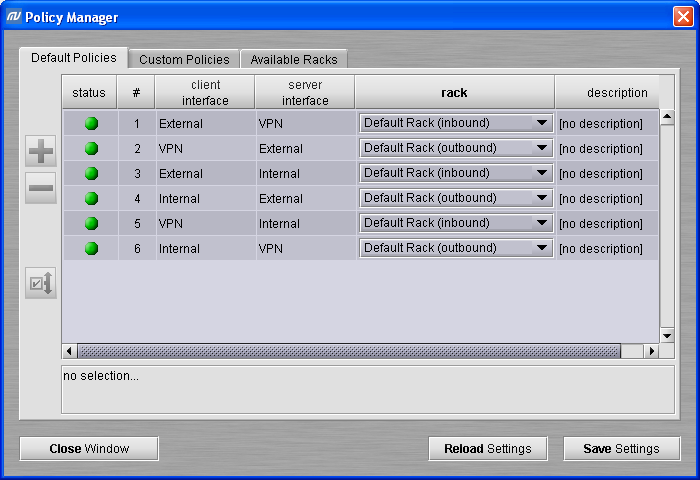 Policy Manager
Default Policies Custom Policies Available Racks
status # client interface server interface rack description
1 External VPN Default Rack (inbound) [no description]
2 VPN External Default Rack (outbound) [no description]
3 External Internal Default Rack (inbound) [no description]
4 Internal External Default Rack (outbound) [no description]
5 VPN Internal Default Rack (inbound) [no description]
6 Internal VPN Default Rack (outbound) [no description]
no selection...
Close Window Reload Settings Save Settings